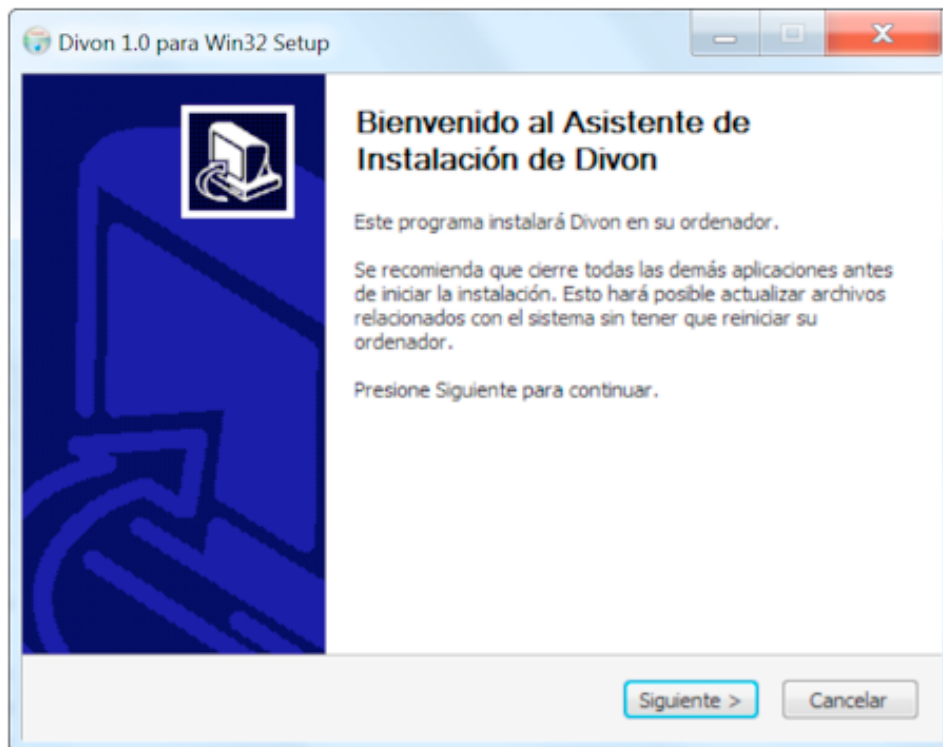 Divon 1.0 para Win32 Setup
Bienvenido al Asistente de
Instalación de Divon
Este programa instalará Divon en su ordenador.
Se recomienda que cierre todas las demás aplicaciones antes
de iniciar la instalación. Esto hará posible actualizar archivos
relacionados con el sistema sin tener que reiniciar su
ordenador.
Presione Siguiente para continuar.
Siguiente > Cancelar